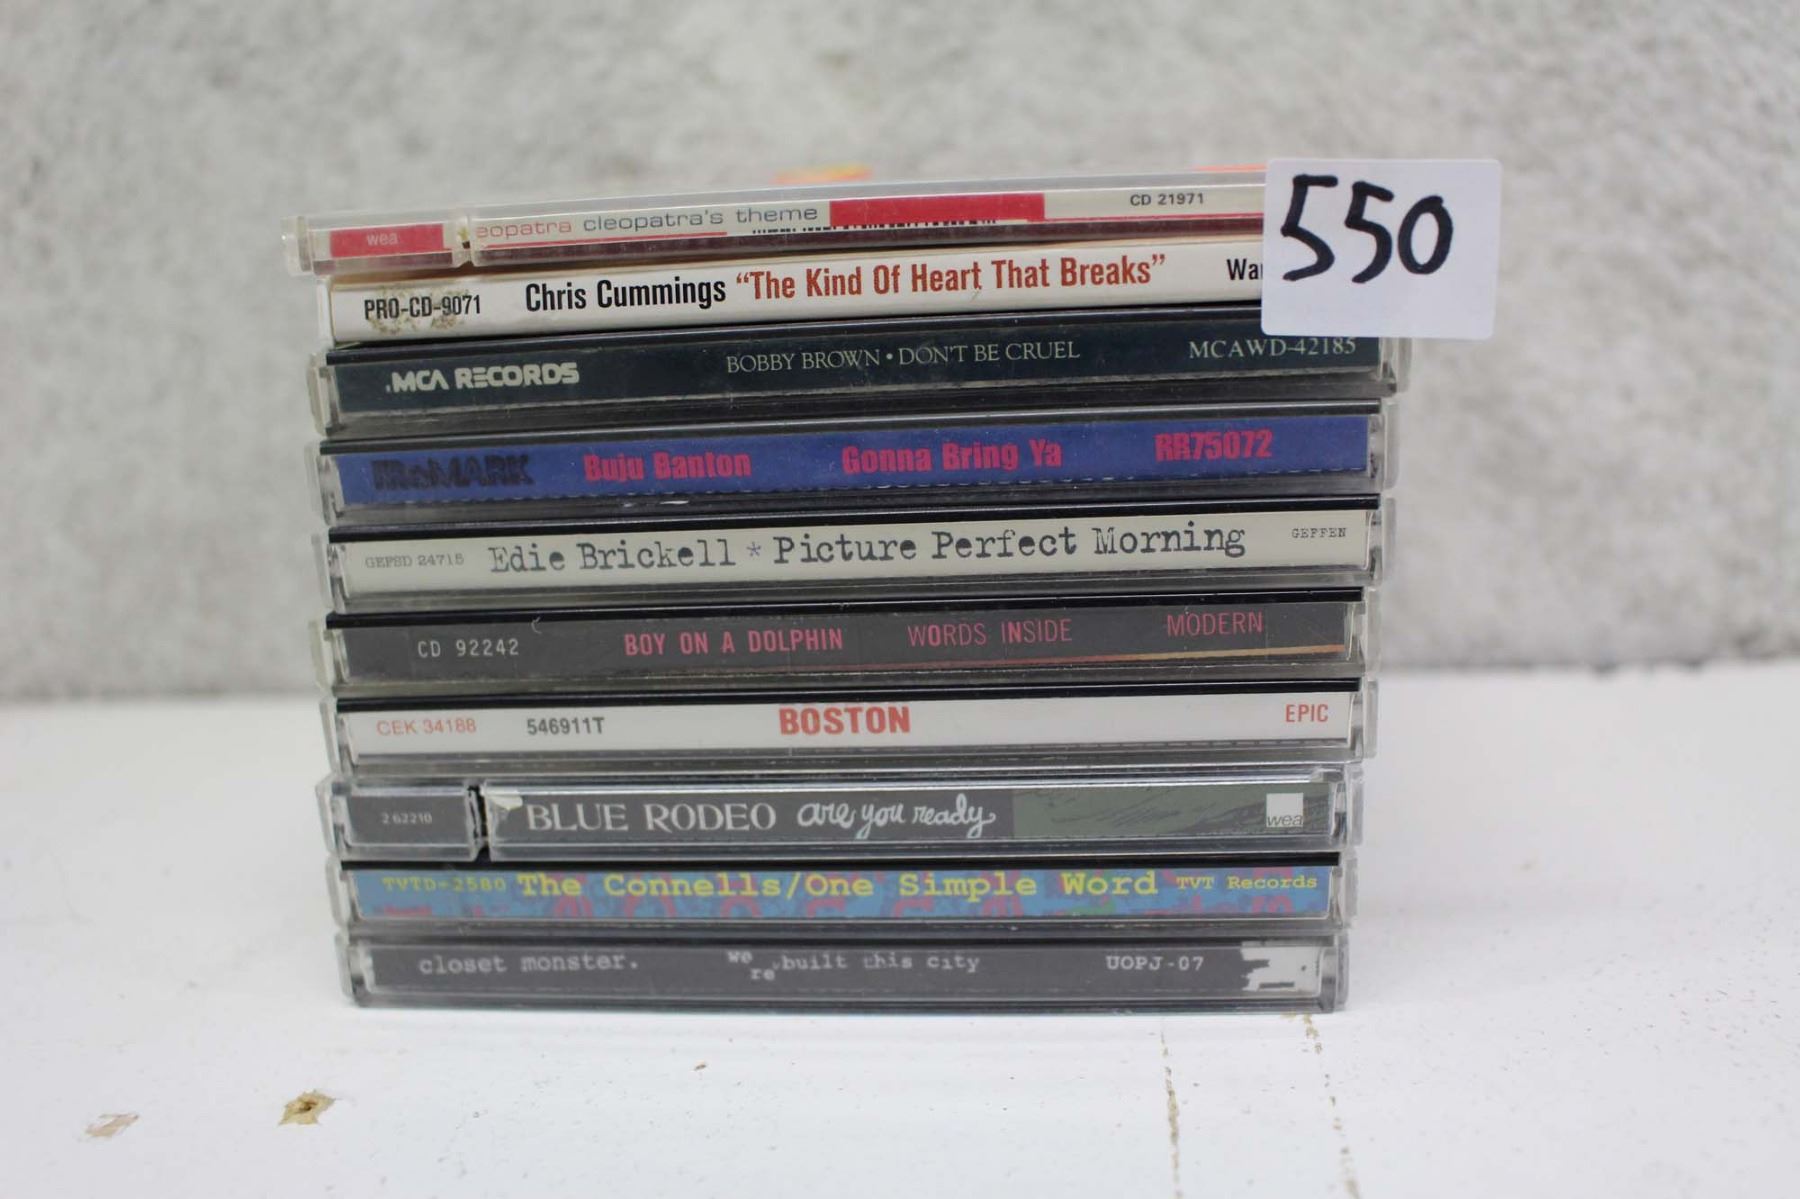 wea eopatra cleopatra's theme CD 21971
550
PRO-CD-9071 Chris Cummings "The Kind Of Heart That Breaks"
MCA RECORDS BOBBY BROWN • DON'T BE CRUEL MCAWD-42185
Buju Banton Gonna Bring Ya RR75072
GEFSD 24715 Edie Brickell * Picture Perfect Morning GEFFEN
CD 92242 BOY ON A DOLPHIN WORDS INSIDE MODERN
CEK 34188 546911T BOSTON EPIC
2 62210 BLUE RODEO are you ready wea
TVTD-2580 The Connells/One Simple Word TVT Records
closet monster. we re built this city UOPJ-07